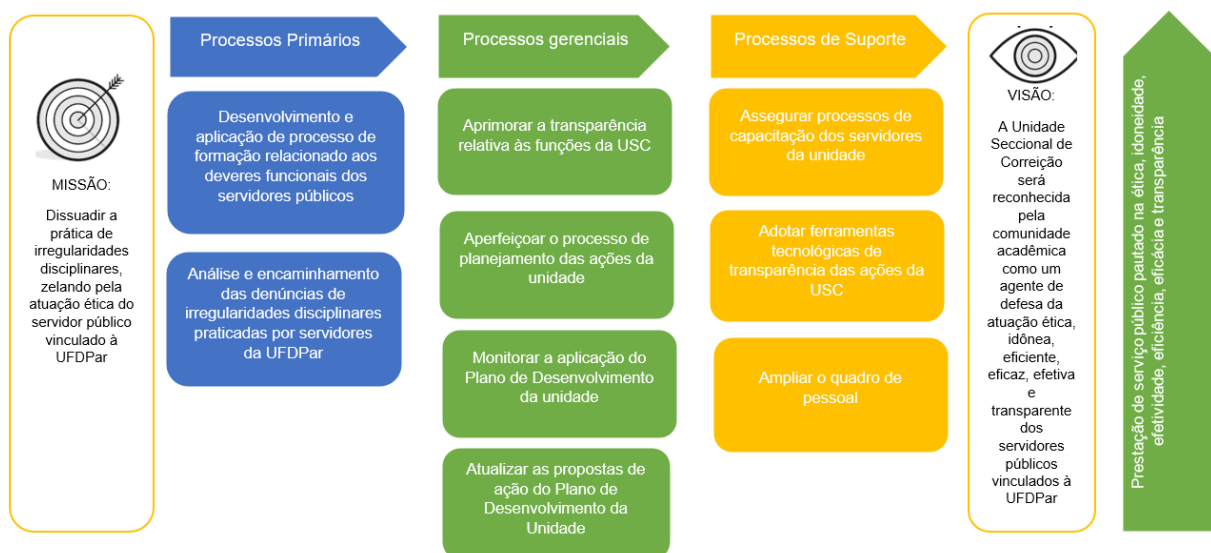 MISSÃO:
Dissuadir a
prática de
irregularidades
disciplinares,
zelando pela
atuação ética do
servidor público
vinculado à
UFDPar
Processos Primários
Desenvolvimento e
aplicação de processo de
formação relacionado aos
deveres funcionais dos
servidores públicos
Análise e encaminhamento
das denúncias de
irregularidades disciplinares
praticadas por servidores
da UFDPar
Processos gerenciais
Aprimorar a transparência
relativa às funções da USC
Aperfeiçoar o processo de
planejamento das ações da
unidade
Monitorar a aplicação do
Plano de Desenvolvimento
da unidade
Atualizar as propostas de
ação do Plano de
Desenvolvimento da
Unidade
Processos de Suporte
Assegurar processos de
capacitação dos servidores
da unidade
Adotar ferramentas
tecnológicas de
transparência das ações da
USC
Ampliar o quadro de
pessoal
VISÃO:
A Unidade
Seccional de
Correição
será
reconhecida
pela
comunidade
acadêmica
como um
agente de
defesa da
atuação ética,
idônea,
eficiente,
eficaz, efetiva
e
transparente
dos
servidores
públicos
vinculados à
UFDPar
Prestação de serviço público pautado na ética, idoneidade,
efetividade, eficiência, eficácia e transparência